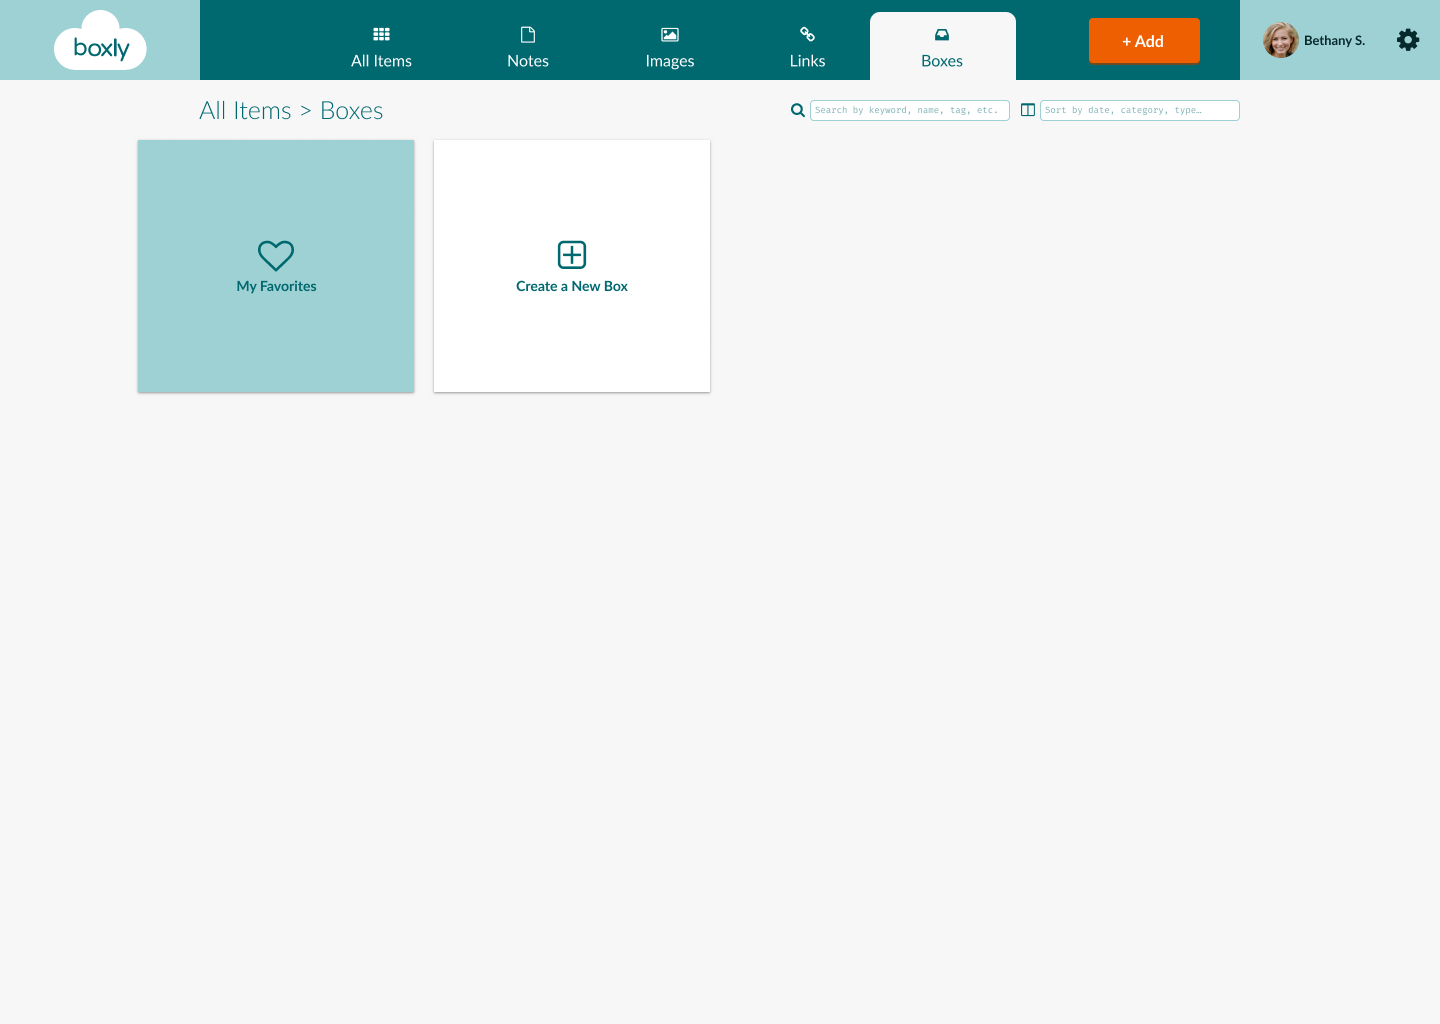 boxly
All Items
Notes
Images
Links
Boxes
+ Add
Bethany S.
All Items > Boxes
Search by keyword, name, tag, etc.
Sort by date, category, type…
My Favorites
Create a New Box